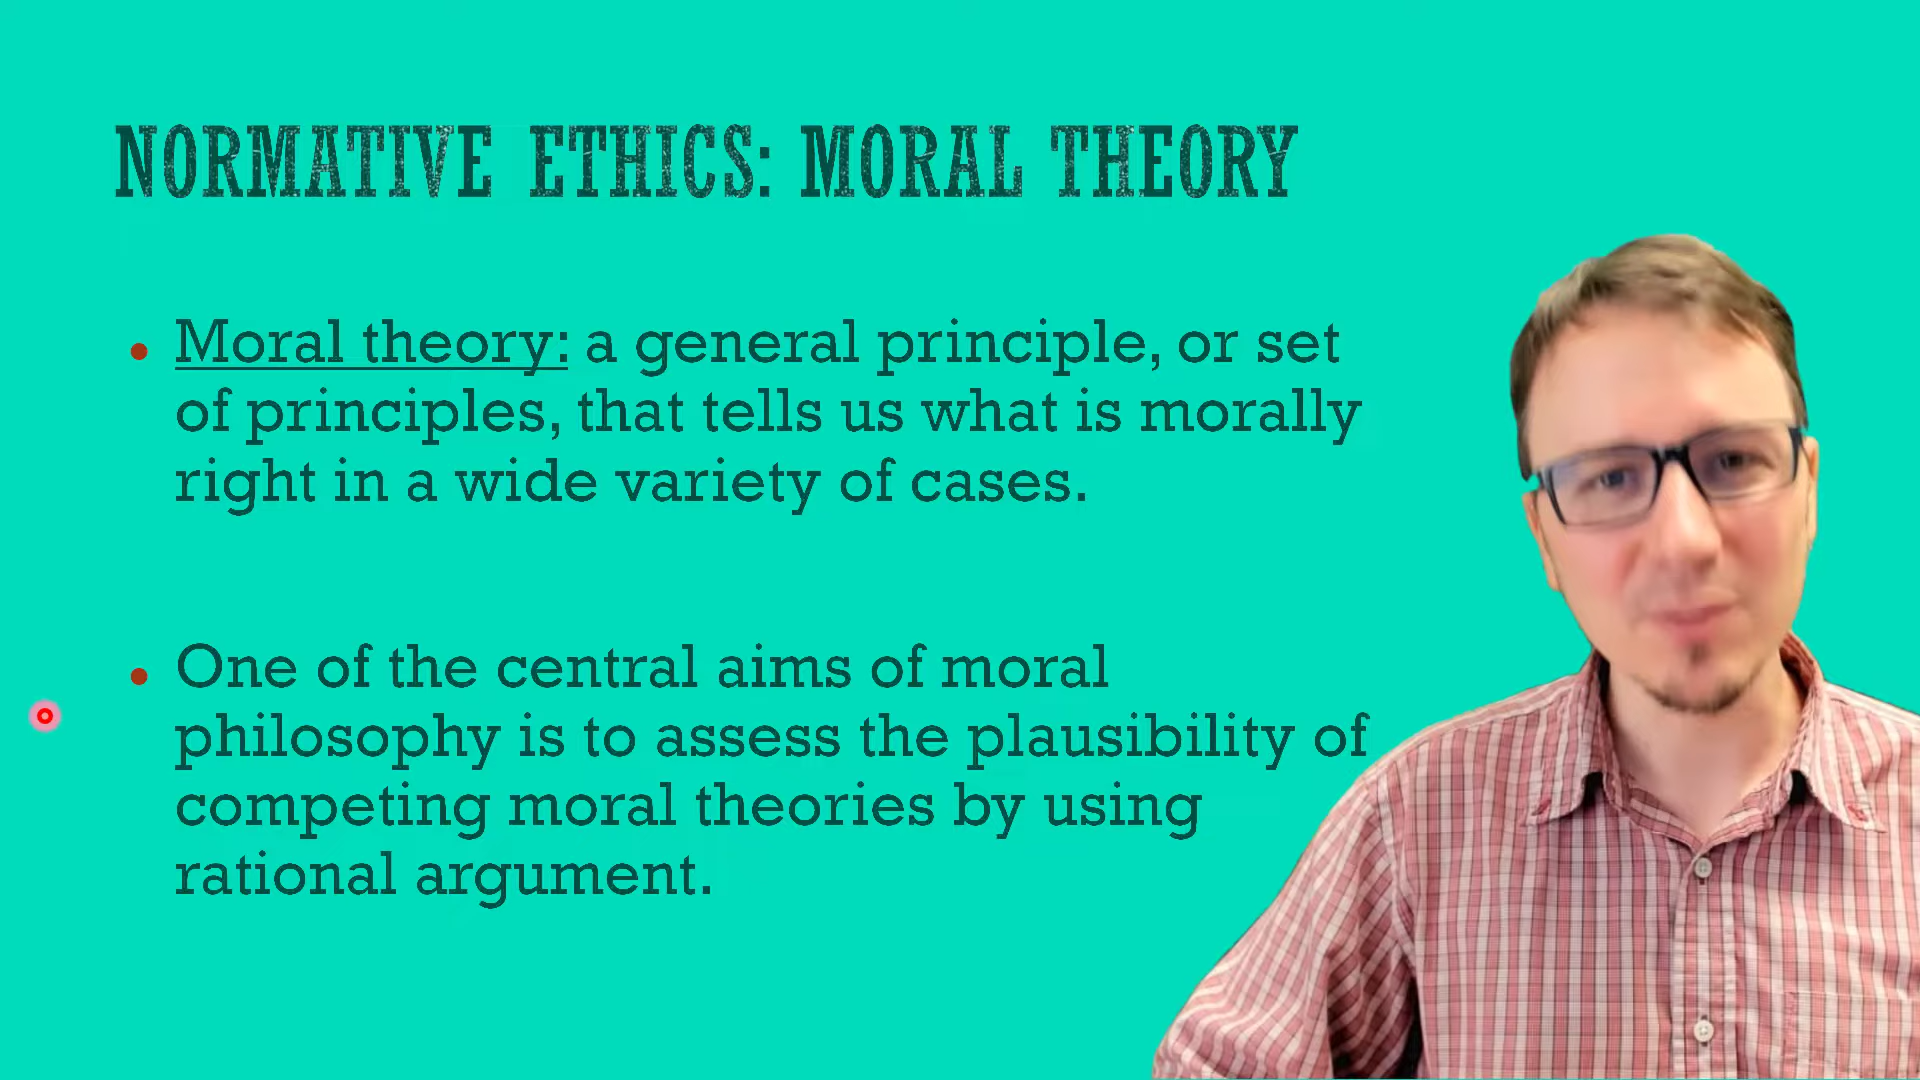 NORMATIVE ETHICS: MORAL THEORY
Moral theory: a general principle, or set
of principles, that tells us what is morally
right in a wide variety of cases.
One of the central aims of moral
philosophy is to assess the plausibility of
competing moral theories by using
rational argument.